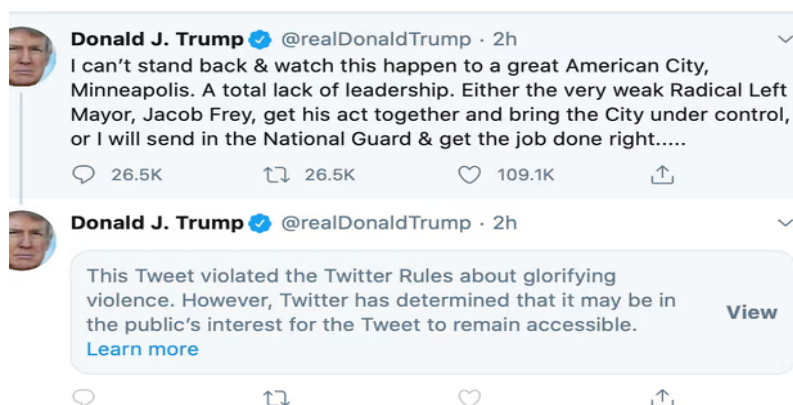 Donald J. Trump @realDonaldTrump · 2h
I can't stand back & watch this happen to a great American City,
Minneapolis. A total lack of leadership. Either the very weak Radical Left
Mayor, Jacob Frey, get his act together and bring the City under control,
or I will send in the National Guard & get the job done right.....
26.5K 26.5K 109.1K
Donald J. Trump @realDonaldTrump · 2h
This Tweet violated the Twitter Rules about glorifying
violence. However, Twitter has determined that it may be in
the public's interest for the Tweet to remain accessible.
View
Learn more